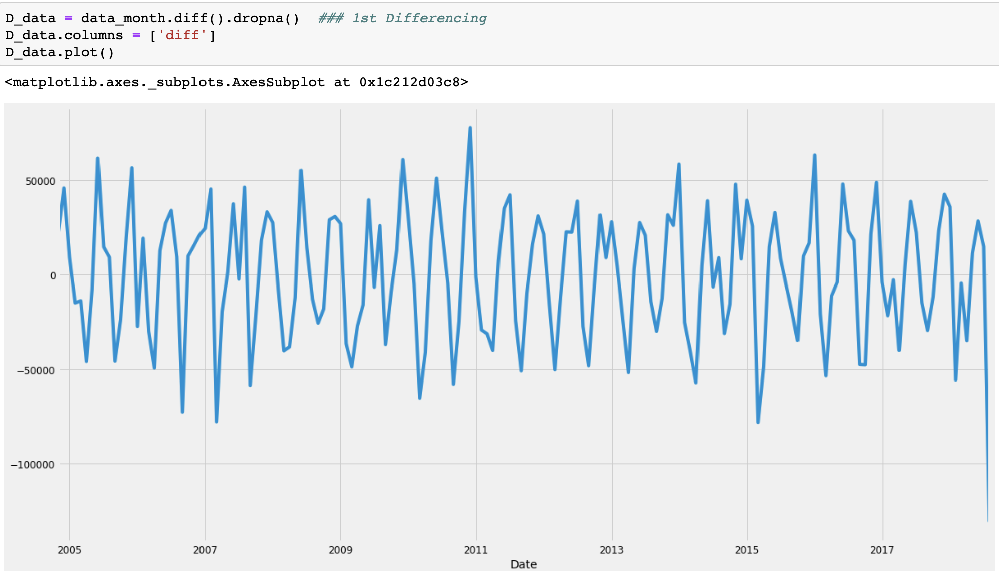 D_data = data_month.diff().dropna()  ### 1st Differencing
D_data.columns = ['diff']
D_data.plot()
<matplotlib.axes._subplots.AxesSubplot at 0x1c212d03c8>
50000
0
−50000
−100000
2005 2007 2009 2011 2013 2015 2017
Date